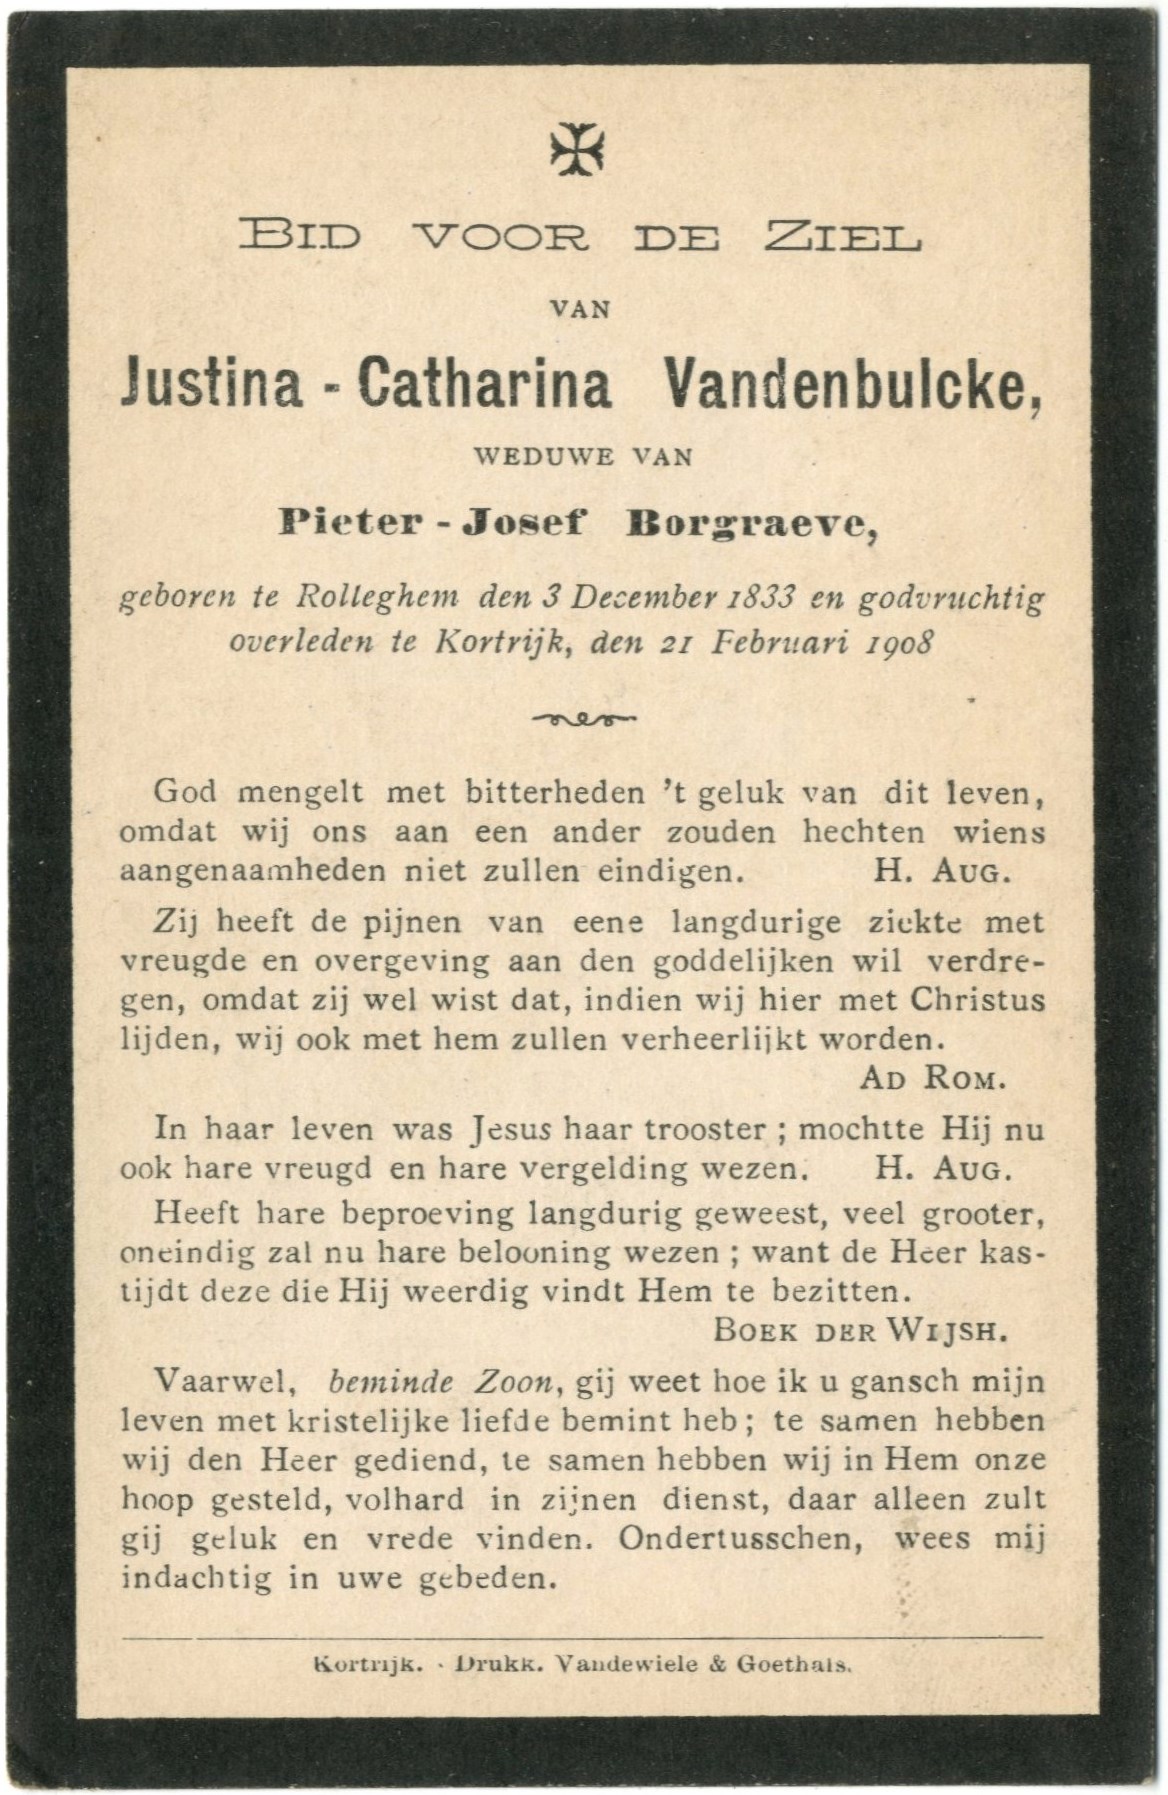 BID VOOR DE ZIEL
VAN
Justina - Catharina Vandenbulcke,
WEDUWE VAN
Pieter - Josef Borgraeve,
geboren te Rolleghem den 3 December 1833 en godvruchtig
overleden te Kortrijk, den 21 Februari 1908
God mengelt met bitterheden 't geluk van dit leven,
omdat wij ons aan een ander zouden hechten wiens
aangenaamheden niet zullen eindigen. H. AUG.
Zij heeft de pijnen van eene langdurige ziekte met
vreugde en overgeving aan den goddelijken wil verdre-
gen, omdat zij wel wist dat, indien wij hier met Christus
lijden, wij ook met hem zullen verheerlijkt worden.
AD ROM.
In haar leven was Jesus haar trooster ; mochtte Hij nu
ook hare vreugd en hare vergelding wezen. H. AUG.
Heeft hare beproeving langdurig geweest, veel grooter,
oneindig zal nu hare belooning wezen ; want de Heer kas-
tijdt deze die Hij weerdig vindt Hem te bezitten.
BOEK DER WIJSH.
Vaarwel, beminde Zoon, gij weet hoe ik u gansch mijn
leven met kristelijke liefde bemint heb ; te samen hebben
wij den Heer gediend, te samen hebben wij in Hem onze
hoop gesteld, volhard in zijnen dienst, daar alleen zult
gij geluk en vrede vinden. Ondertusschen, wees mij
indachtig in uwe gebeden.
Kortrijk. - Drukk. Vandewiele & Goethals.